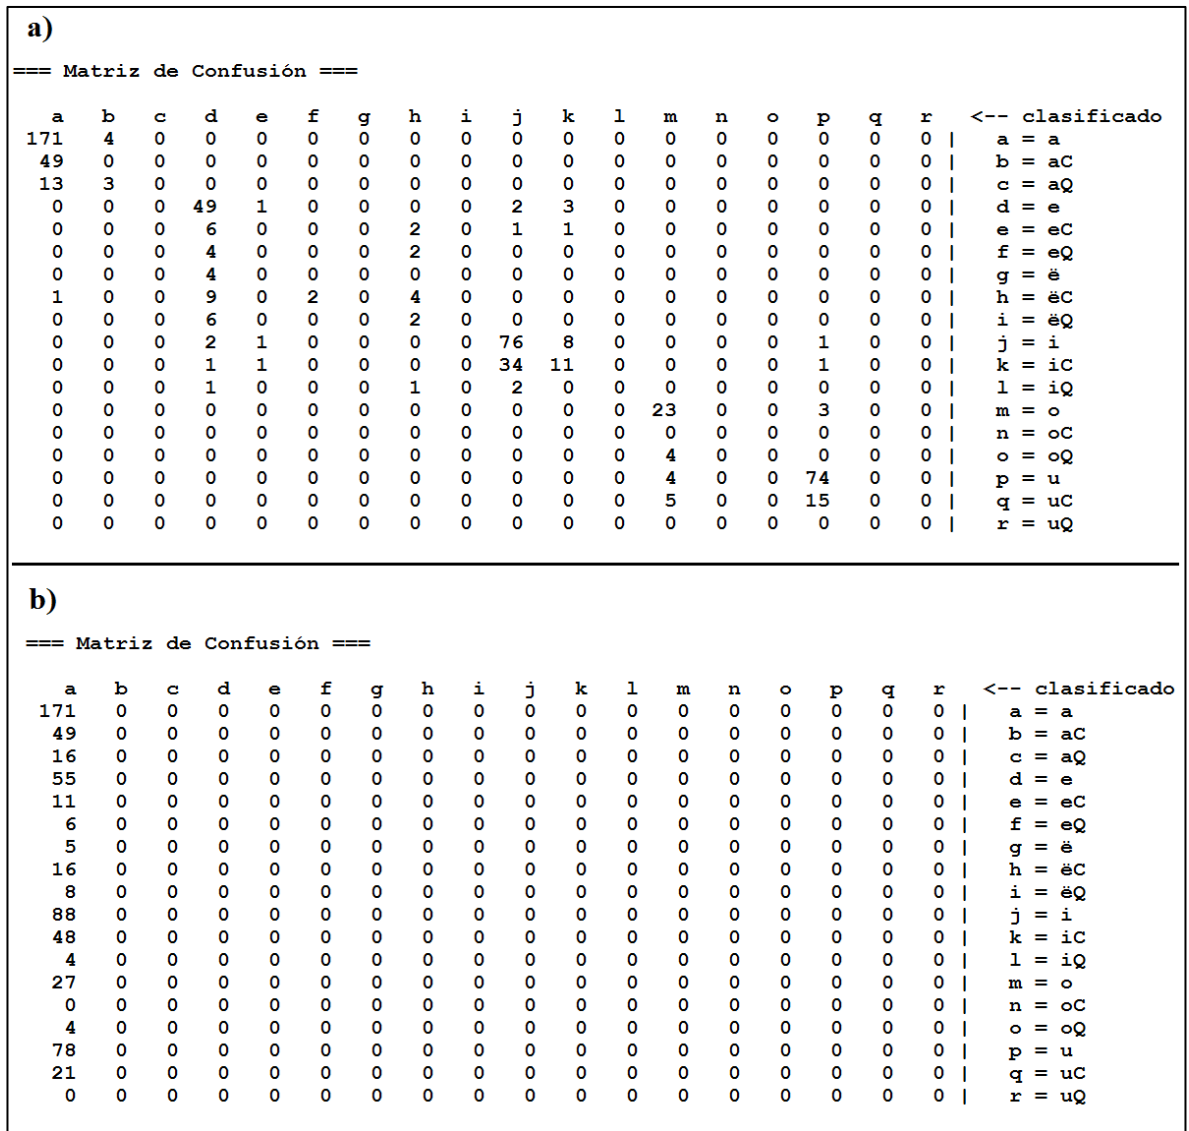 a)
=== Matriz de Confusión ===
a b c d e f g h i j k l m n o p q r <-- clasificado
171 4 0 0 0 0 0 0 0 0 0 0 0 0 0 0 0 0 | a = a
49 0 0 0 0 0 0 0 0 0 0 0 0 0 0 0 0 0 | b = aC
13 3 0 0 0 0 0 0 0 0 0 0 0 0 0 0 0 0 | c = aQ
0 0 0 49 1 0 0 0 0 2 3 0 0 0 0 0 0 0 | d = e
0 0 0 6 0 0 0 2 0 1 1 0 0 0 0 0 0 0 | e = eC
0 0 0 4 0 0 0 2 0 0 0 0 0 0 0 0 0 0 | f = eQ
0 0 0 4 0 0 0 0 0 0 0 0 0 0 0 0 0 0 | g = ë
1 0 0 9 0 2 0 4 0 0 0 0 0 0 0 0 0 0 | h = ëC
0 0 0 6 0 0 0 2 0 0 0 0 0 0 0 0 0 0 | i = ëQ
0 0 0 2 1 0 0 0 0 76 8 0 0 0 0 1 0 0 | j = i
0 0 0 1 1 0 0 0 0 34 11 0 0 0 0 1 0 0 | k = iC
0 0 0 1 0 0 0 1 0 2 0 0 0 0 0 0 0 0 | l = iQ
0 0 0 0 0 0 0 0 0 0 0 0 23 0 0 3 0 0 | m = o
0 0 0 0 0 0 0 0 0 0 0 0 0 0 0 0 0 0 | n = oC
0 0 0 0 0 0 0 0 0 0 0 0 4 0 0 0 0 0 | o = oQ
0 0 0 0 0 0 0 0 0 0 0 0 4 0 0 74 0 0 | p = u
0 0 0 0 0 0 0 0 0 0 0 0 5 0 0 15 0 0 | q = uC
0 0 0 0 0 0 0 0 0 0 0 0 0 0 0 0 0 0 | r = uQ
b)
=== Matriz de Confusión ===
a b c d e f g h i j k l m n o p q r <-- clasificado
171 0 0 0 0 0 0 0 0 0 0 0 0 0 0 0 0 0 | a = a
49 0 0 0 0 0 0 0 0 0 0 0 0 0 0 0 0 0 | b = aC
16 0 0 0 0 0 0 0 0 0 0 0 0 0 0 0 0 0 | c = aQ
55 0 0 0 0 0 0 0 0 0 0 0 0 0 0 0 0 0 | d = e
11 0 0 0 0 0 0 0 0 0 0 0 0 0 0 0 0 0 | e = eC
6 0 0 0 0 0 0 0 0 0 0 0 0 0 0 0 0 0 | f = eQ
5 0 0 0 0 0 0 0 0 0 0 0 0 0 0 0 0 0 | g = ë
16 0 0 0 0 0 0 0 0 0 0 0 0 0 0 0 0 0 | h = ëC
8 0 0 0 0 0 0 0 0 0 0 0 0 0 0 0 0 0 | i = ëQ
88 0 0 0 0 0 0 0 0 0 0 0 0 0 0 0 0 0 | j = i
48 0 0 0 0 0 0 0 0 0 0 0 0 0 0 0 0 0 | k = iC
4 0 0 0 0 0 0 0 0 0 0 0 0 0 0 0 0 0 | l = iQ
27 0 0 0 0 0 0 0 0 0 0 0 0 0 0 0 0 0 | m = o
0 0 0 0 0 0 0 0 0 0 0 0 0 0 0 0 0 0 | n = oC
4 0 0 0 0 0 0 0 0 0 0 0 0 0 0 0 0 0 | o = oQ
78 0 0 0 0 0 0 0 0 0 0 0 0 0 0 0 0 0 | p = u
21 0 0 0 0 0 0 0 0 0 0 0 0 0 0 0 0 0 | q = uC
0 0 0 0 0 0 0 0 0 0 0 0 0 0 0 0 0 0 | r = uQ